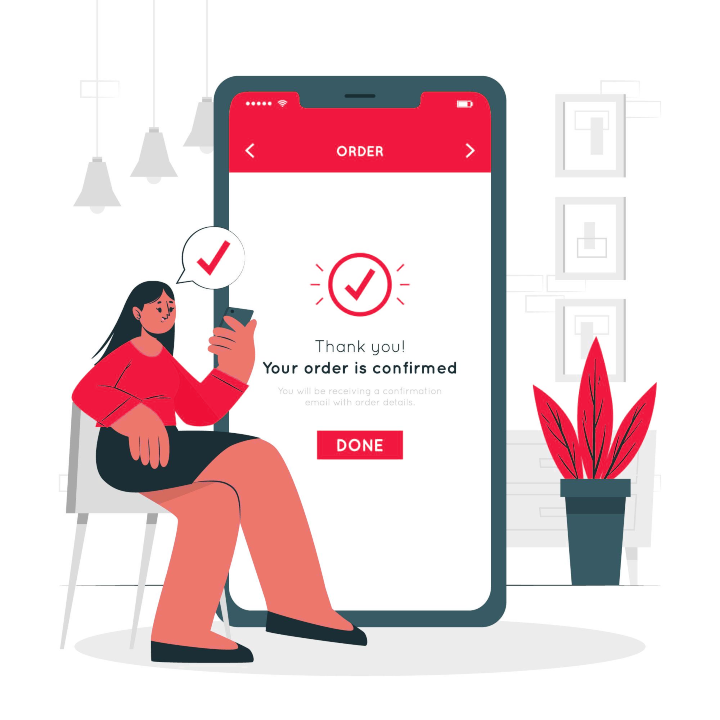 ORDER
Thank you!
Your order is confirmed
You will be receiving a confirmation
email with order details.
DONE